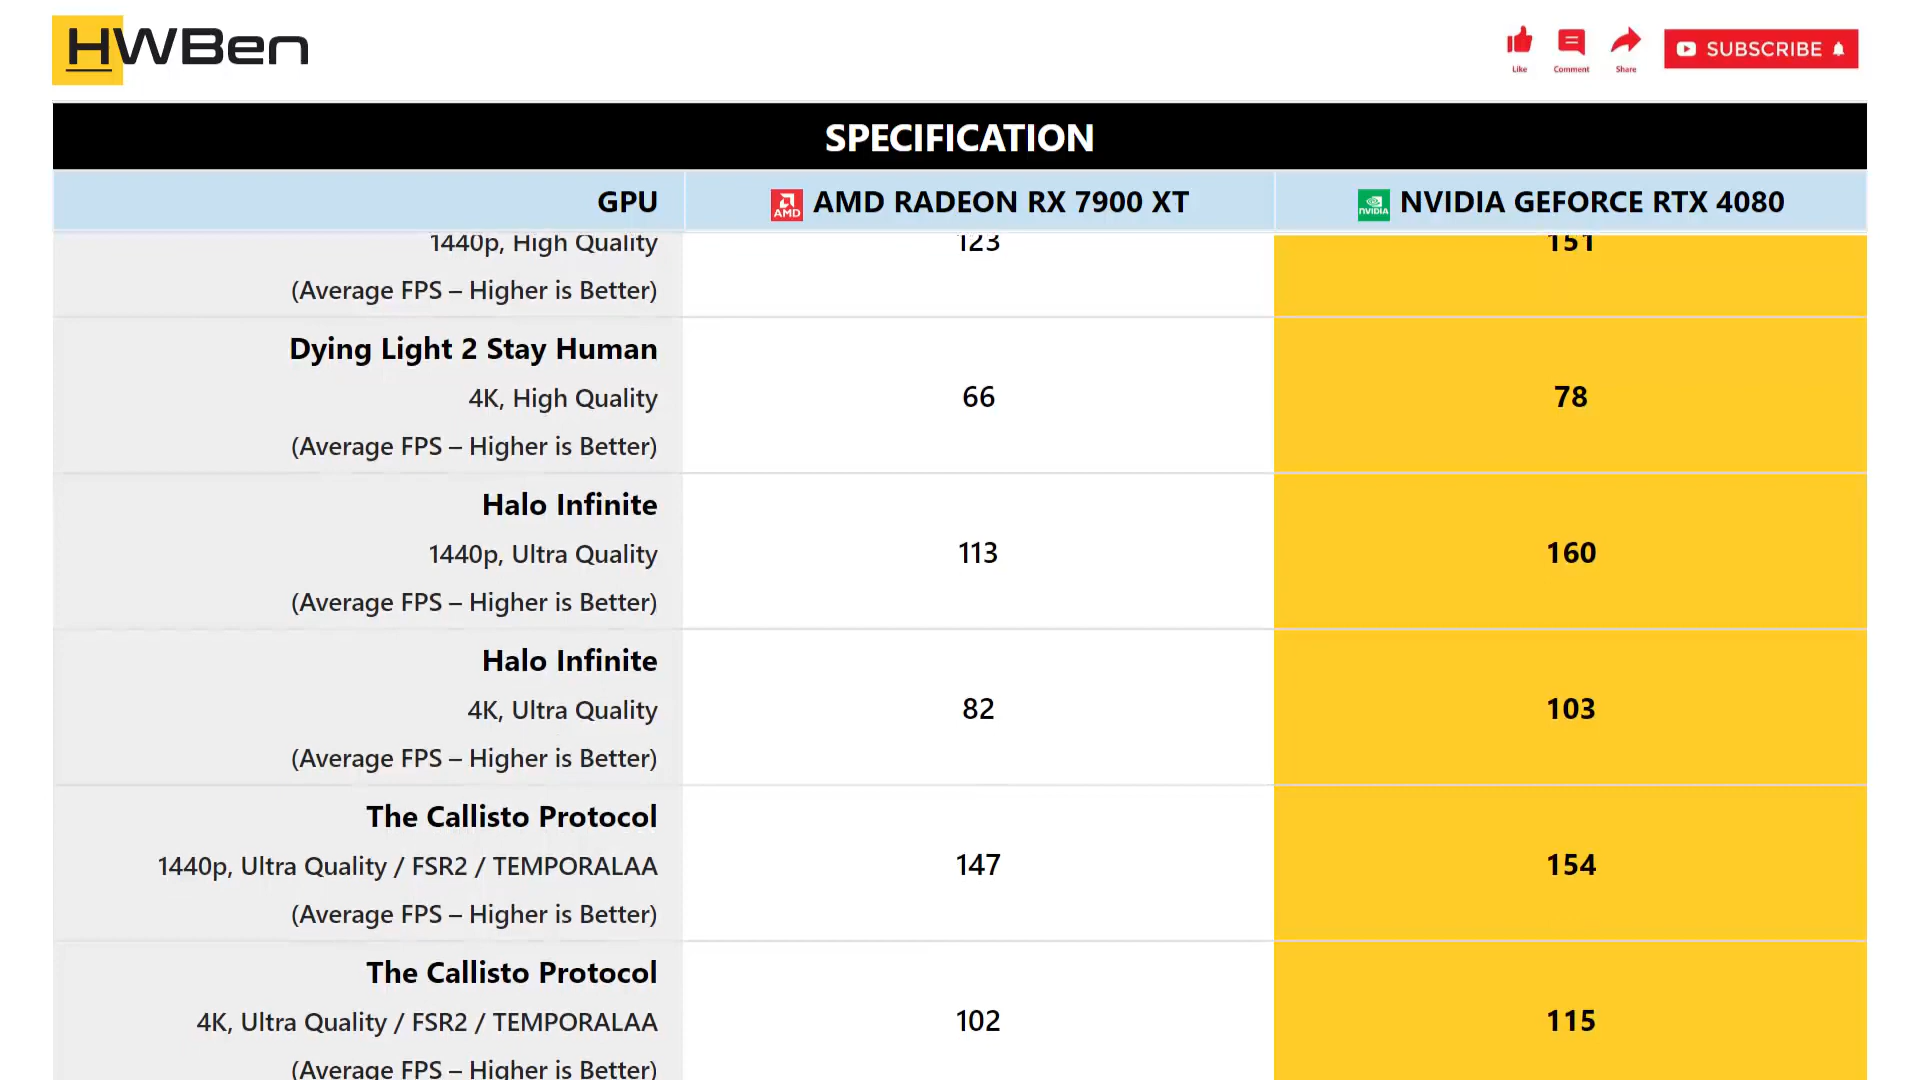 HWBen
Like
Comment
Share
SUBSCRIBE
SPECIFICATION
GPU
AMD
AMD RADEON RX 7900 XT
NVIDIA
NVIDIA GEFORCE RTX 4080
1440p, High Quality
(Average FPS – Higher is Better)
123
151
Dying Light 2 Stay Human
4K, High Quality
(Average FPS – Higher is Better)
66
78
Halo Infinite
1440p, Ultra Quality
(Average FPS – Higher is Better)
113
160
Halo Infinite
4K, Ultra Quality
(Average FPS – Higher is Better)
82
103
The Callisto Protocol
1440p, Ultra Quality / FSR2 / TEMPORALAA
(Average FPS – Higher is Better)
147
154
The Callisto Protocol
4K, Ultra Quality / FSR2 / TEMPORALAA
(Average FPS – Higher is Better)
102
115